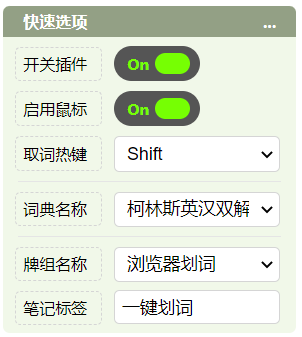 快速选项 ...
开关插件 On
启用鼠标 On
取词热键 Shift
词典名称 柯林斯英汉双解
牌组名称 浏览器划词
笔记标签 一键划词